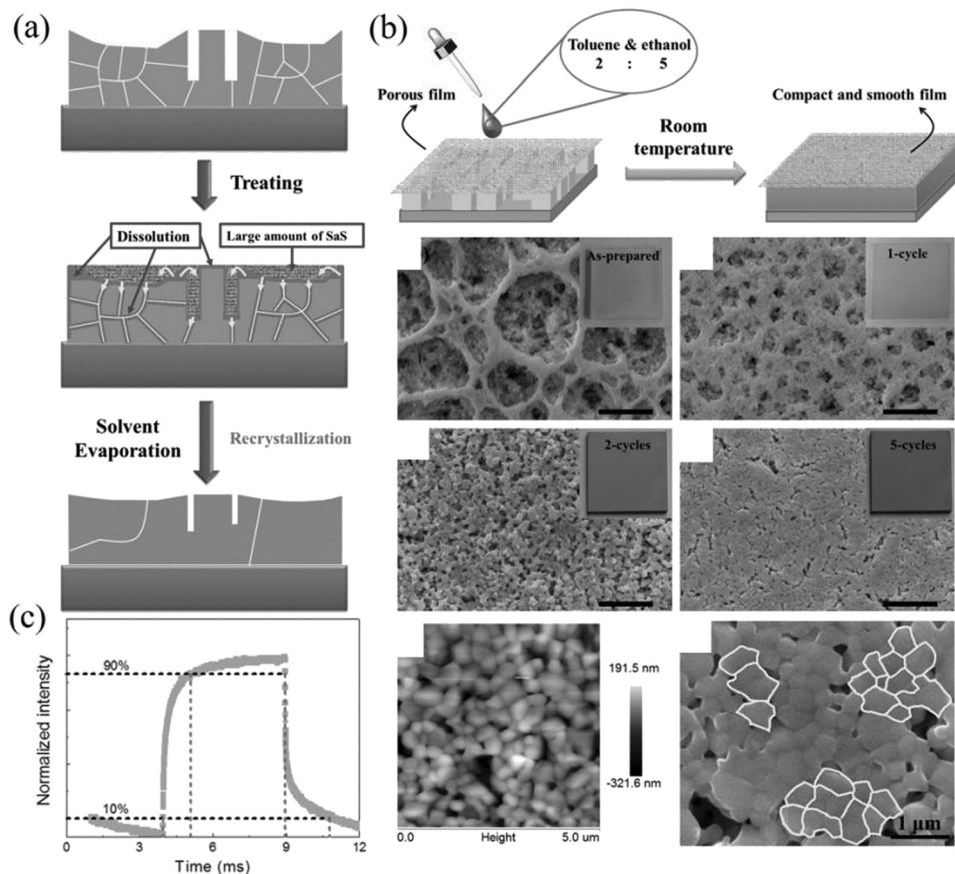 (a)
Treating
Dissolution
Large amount of SaS
Solvent
Evaporation
Recrystallization
(b)
Toluene & ethanol
2 : 5
Porous film
Room
temperature
Compact and smooth film
As-prepared
1-cycle
2-cycles
5-cycles
191.5 nm
-321.6 nm
0.0
Height
5.0 um
1 μm
(c)
Normalized intensity
90%
10%
0
3
6
9
12
Time (ms)